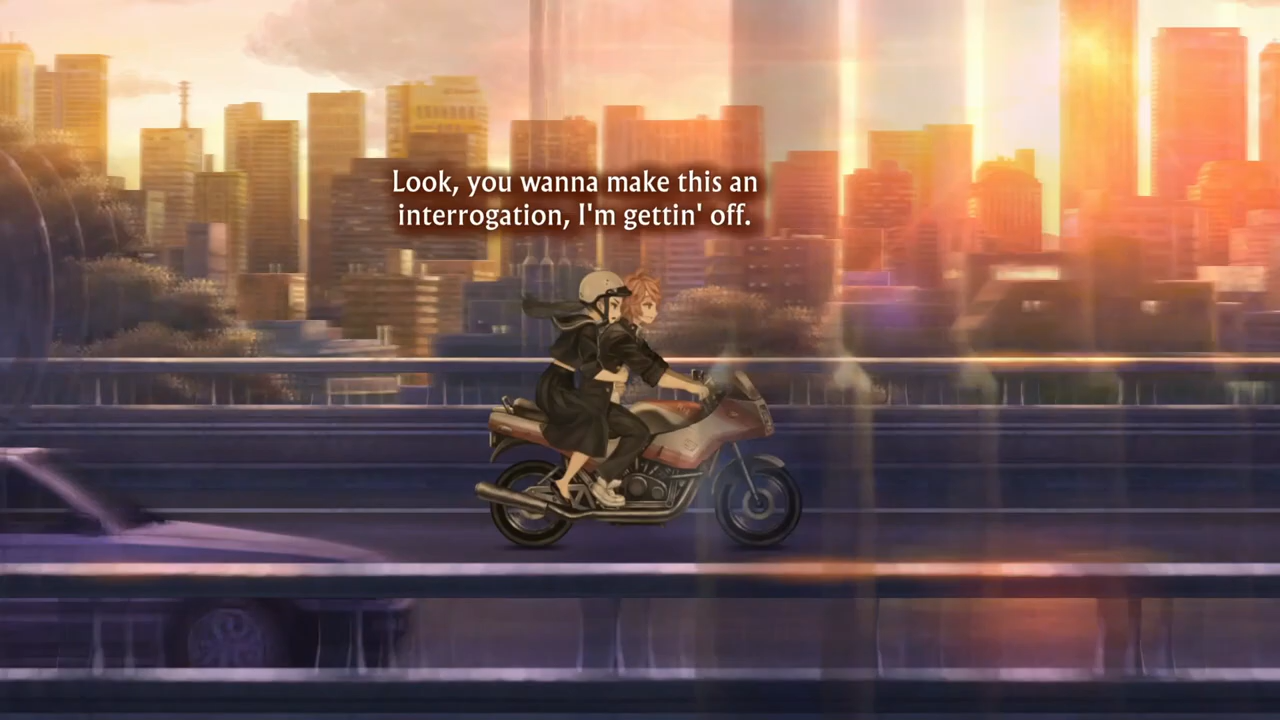 Look, you wanna make this an
interrogation, I'm gettin' off.